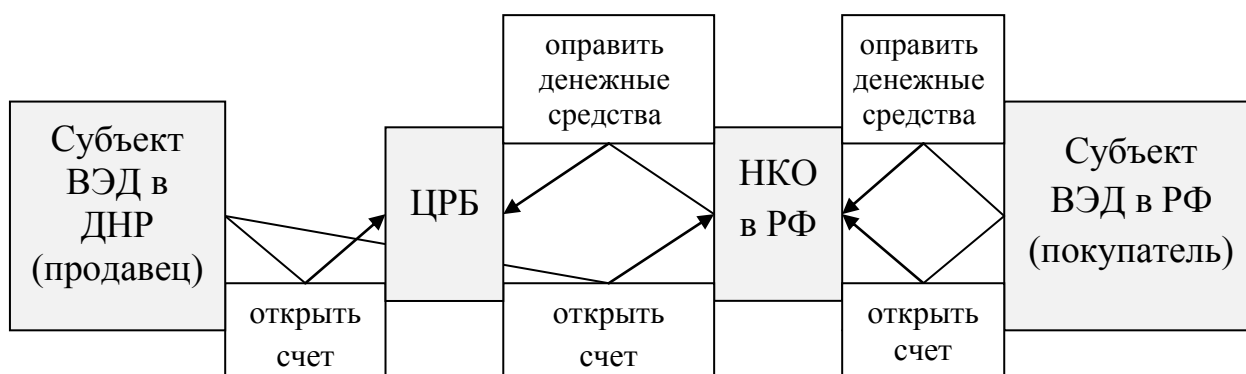 оправить
денежные
средства
оправить
денежные
средства
Субъект
ВЭД в
ДНР
(продавец)
ЦРБ
НКО
в РФ
Субъект
ВЭД в РФ
(покупатель)
открыть
счет
открыть
счет
открыть
счет